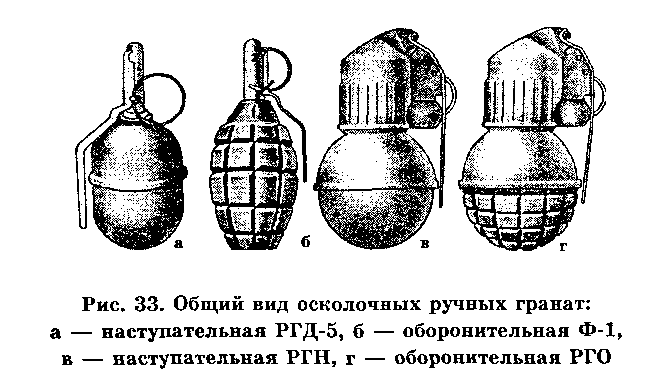 а
б
в
г
Рис. 33. Общий вид осколочных ручных гранат:
а — наступательная РГД-5, б — оборонительная Ф-1,
в — наступательная РГН, г — оборонительная РГО